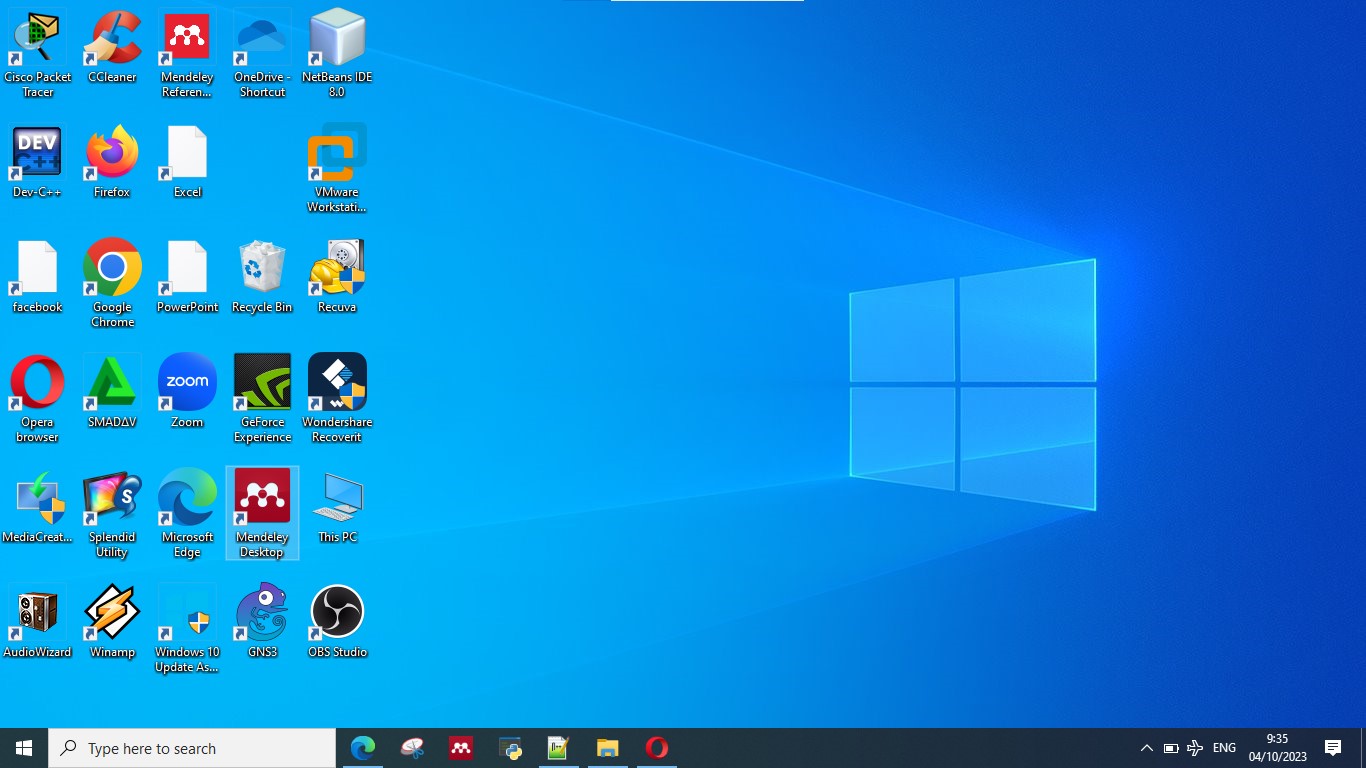 Cisco Packet
Tracer
CCleaner
Mendeley
Referen...
OneDrive -
Shortcut
NetBeans IDE
8.0
DEV
C++
Dev-C++
Firefox
Excel
VMware
Workstati...
facebook
Google
Chrome
PowerPoint
Recycle Bin
Recuva
Opera
browser
SMADΔV
zoom
Zoom
GeForce
Experience
Wondershare
Recoverit
MediaCreat...
S
Splendid
Utility
Microsoft
Edge
Mendeley
Desktop
This PC
AudioWizard
Winamp
Windows 10
Update As...
GNS3
OBS Studio
Type here to search
ENG
9:35
04/10/2023